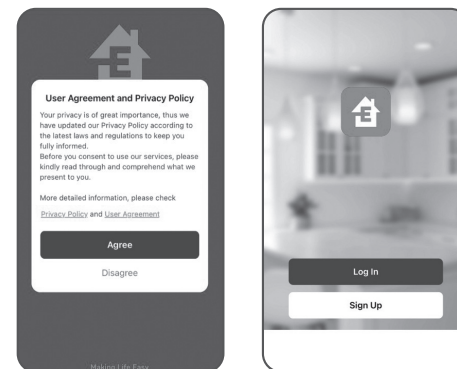 E
User Agreement and Privacy Policy
Your privacy is of great importance, thus we
have updated our Privacy Policy according to
the latest laws and regulations to keep you
fully informed.
Before you consent to use our services, please
kindly read through and comprehend what we
present to you.
More detailed information, please check
Privacy Policy and User Agreement
Agree
Disagree
Making Life Easy
E
Log In
Sign Up